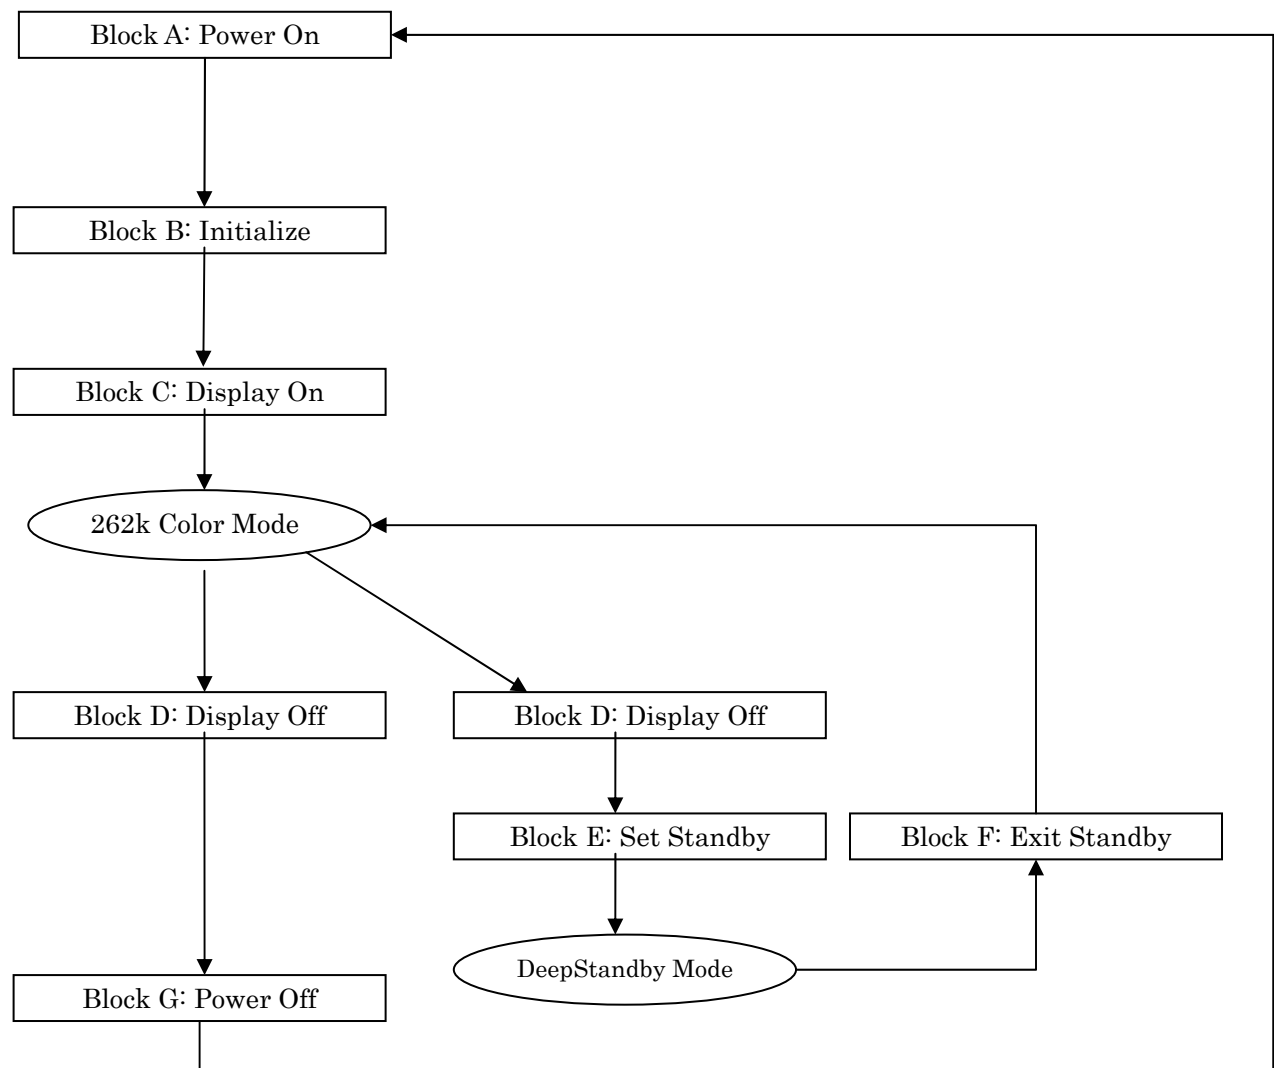 Block A: Power On
Block B: Initialize
Block C: Display On
262k Color Mode
Block D: Display Off
Block D: Display Off
Block E: Set Standby
Block F: Exit Standby
DeepStandby Mode
Block G: Power Off